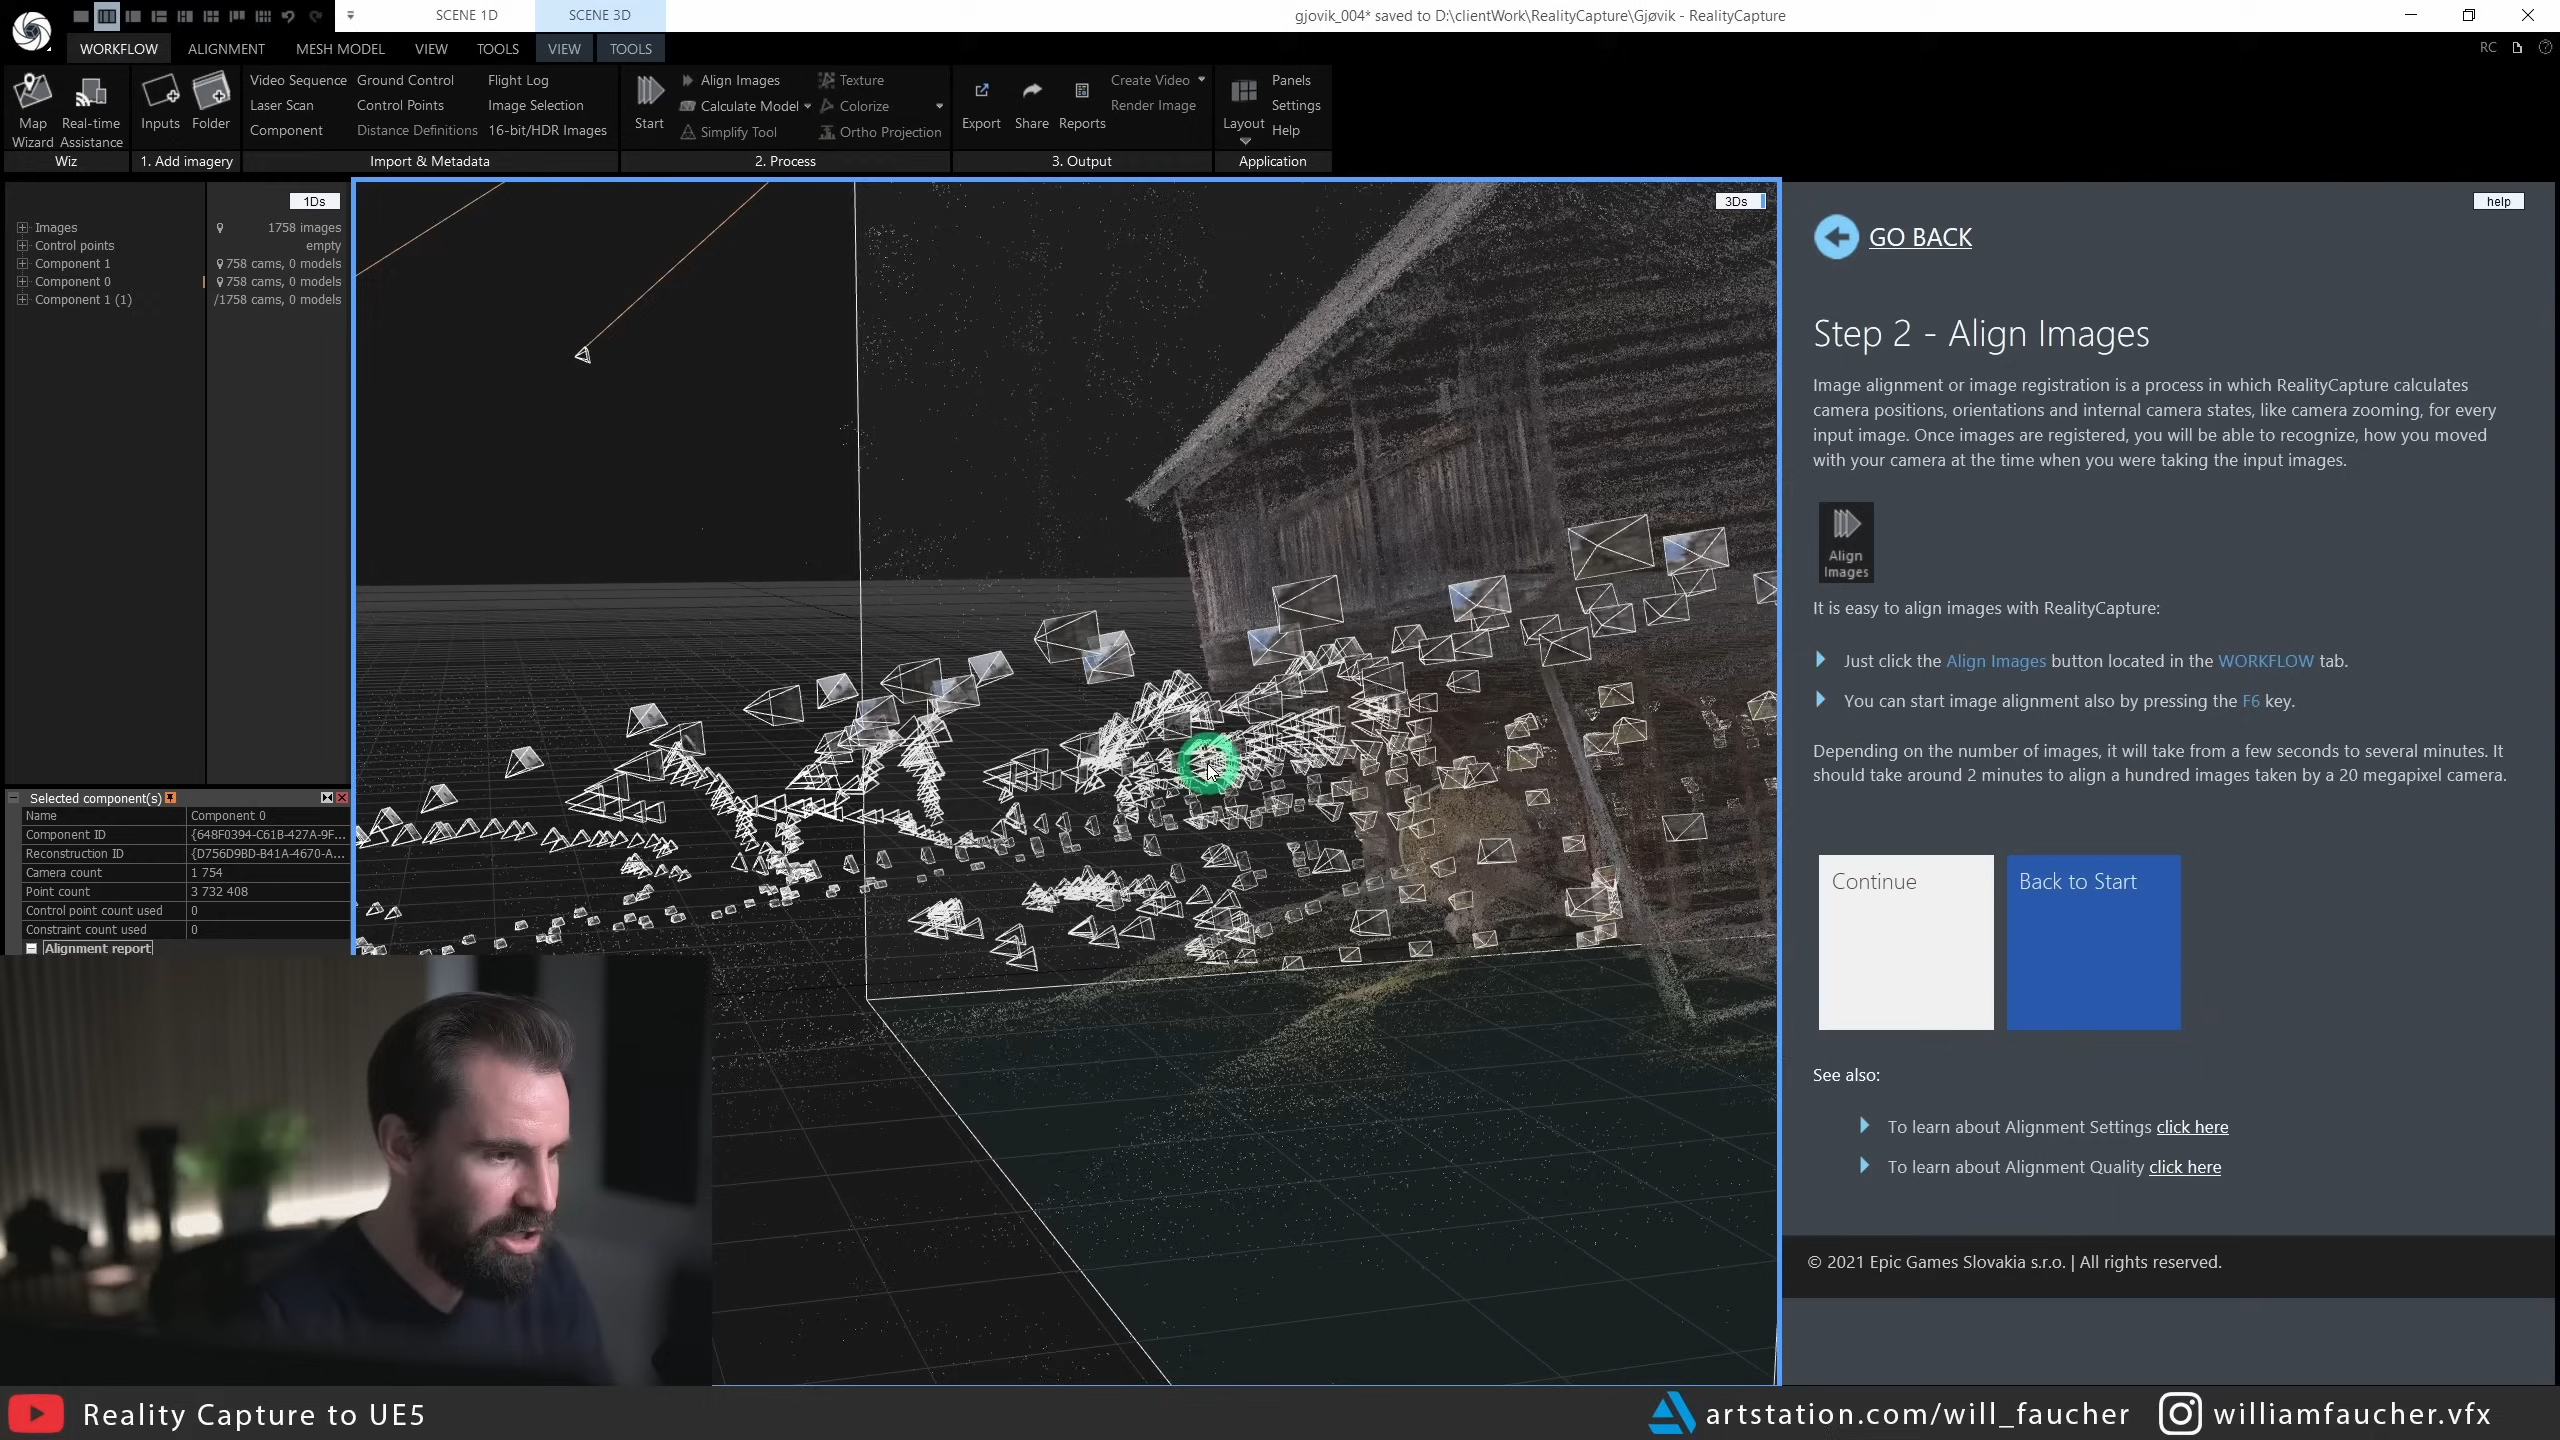 SCENE 1D
SCENE 3D
gjovik_004* saved to D:\clientWork\RealityCapture\Gjøvik - RealityCapture
WORKFLOW
ALIGNMENT
MESH MODEL
VIEW
TOOLS
VIEW
TOOLS
RC
Map Wizard
Real-time Assistance
Wiz
Inputs
Folder
1. Add imagery
Video Sequence
Ground Control
Flight Log
Laser Scan
Control Points
Image Selection
Component
Distance Definitions
16-bit/HDR Images
Import & Metadata
Start
Align Images
Texture
Calculate Model
Colorize
Simplify Tool
Ortho Projection
2. Process
Export
Share
Reports
Create Video
Render Image
3. Output
Layout
Panels
Settings
Help
Application
1Ds
Images 1758 images
Control points empty
Component 1 758 cams, 0 models
Component 0 758 cams, 0 models
Component 1 (1) /1758 cams, 0 models
Selected component(s)
Name Component 0
Component ID {648F0394-C61B-427A-9F...
Reconstruction ID {D756D9BD-B41A-4670-A...
Camera count 1 754
Point count 3 732 408
Control point count used 0
Constraint count used 0
Alignment report
3Ds
help
GO BACK
Step 2 - Align Images
Image alignment or image registration is a process in which RealityCapture calculates
camera positions, orientations and internal camera states, like camera zooming, for every
input image. Once images are registered, you will be able to recognize, how you moved
with your camera at the time when you were taking the input images.
Align
Images
It is easy to align images with RealityCapture:
Just click the Align Images button located in the WORKFLOW tab.
You can start image alignment also by pressing the F6 key.
Depending on the number of images, it will take from a few seconds to several minutes. It
should take around 2 minutes to align a hundred images taken by a 20 megapixel camera.
Continue
Back to Start
See also:
To learn about Alignment Settings click here
To learn about Alignment Quality click here
© 2021 Epic Games Slovakia s.r.o. | All rights reserved.
Reality Capture to UE5
artstation.com/will_faucher
williamfaucher.vfx